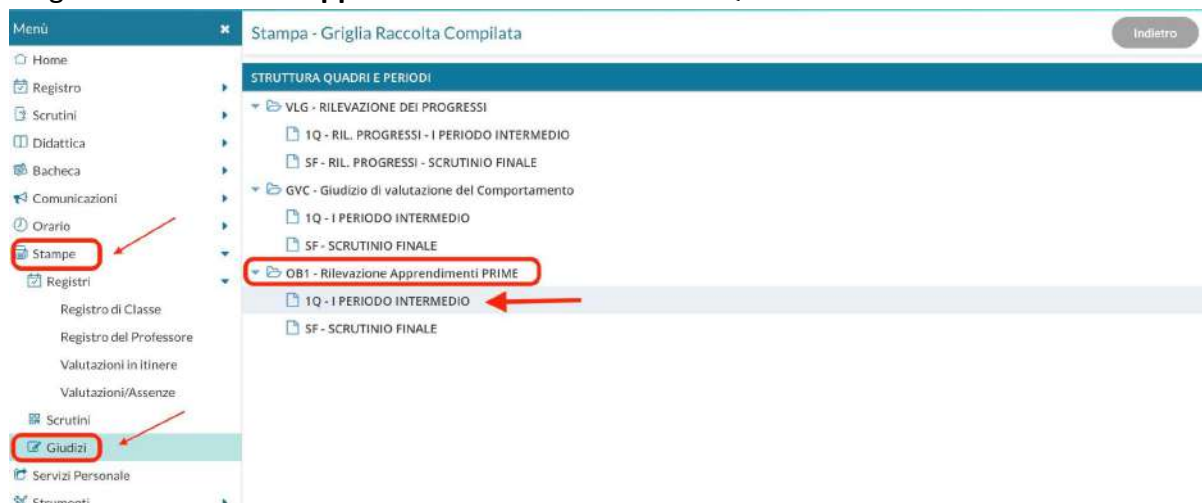 Menù
Home
Registro
Scrutini
Didattica
Bacheca
Comunicazioni
Orario
Stampe
Registri
Registro di Classe
Registro del Professore
Valutazioni in itinere
Valutazioni/Assenze
Scrutini
Giudizi
Servizi Personale
Strumenti
Stampa - Griglia Raccolta Compilata
Indietro
STRUTTURA QUADRI E PERIODI
VLG - RILEVAZIONE DEI PROGRESSI
1Q - RIL. PROGRESSI - I PERIODO INTERMEDIO
SF - RIL. PROGRESSI - SCRUTINIO FINALE
GVC - Giudizio di valutazione del Comportamento
1Q - I PERIODO INTERMEDIO
SF - SCRUTINIO FINALE
OB1 - Rilevazione Apprendimenti PRIME
1Q - I PERIODO INTERMEDIO
SF - SCRUTINIO FINALE